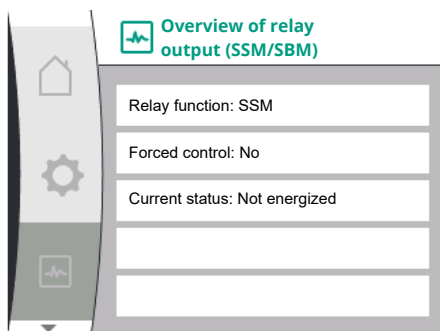 Overview of relay
output (SSM/SBM)
Relay function: SSM
Forced control: No
Current status: Not energized